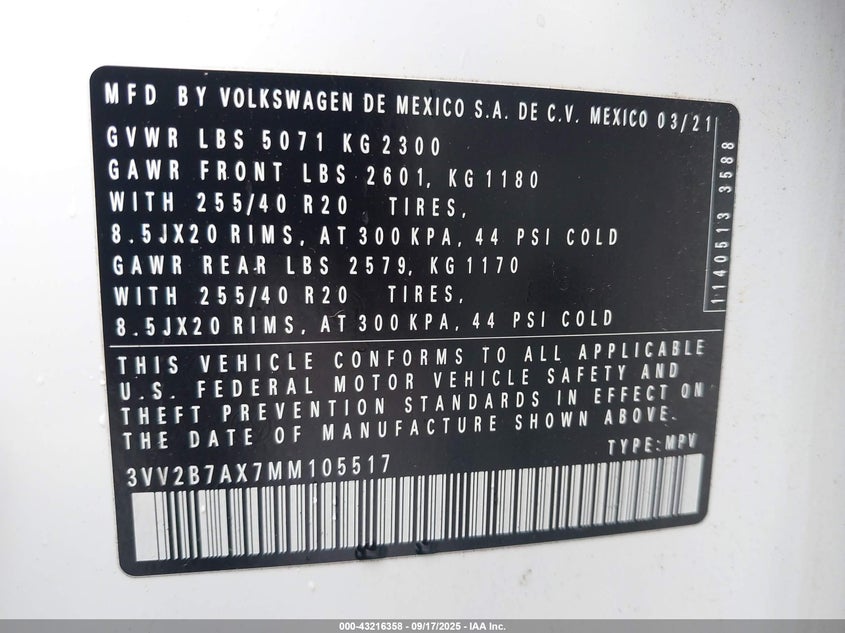 MFD BY VOLKSWAGEN DE MEXICO S.A. DE C.V. MEXICO 03/21
GVWR LBS 5071 KG 2300
GAWR FRONT LBS 2601, KG 1180
WITH 255/40 R20 TIRES,
8.5JX20 RIMS, AT 300 KPA, 44 PSI COLD
GAWR REAR LBS 2579, KG 1170
WITH 255/40 R20 TIRES,
8.5JX20 RIMS, AT 300 KPA, 44 PSI COLD
1140513 3588
THIS VEHICLE CONFORMS TO ALL APPLICABLE
U.S. FEDERAL MOTOR VEHICLE SAFETY AND
THEFT PREVENTION STANDARDS IN EFFECT ON
THE DATE OF MANUFACTURE SHOWN ABOVE.
TYPE: MPV
3VV2B7AX7MM105517
000-43216358 - 09/17/2025 - IAA Inc.